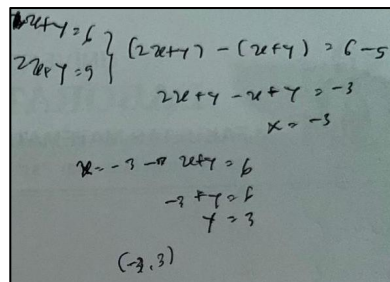 x+y=6
2x+y=9 } (2x+y) - (x+y) = 6-9
2x+y - x+y = -3
x = -3
x = -3 → x+y = 6
-3 + y = 6
y = 3
(-3, 3)